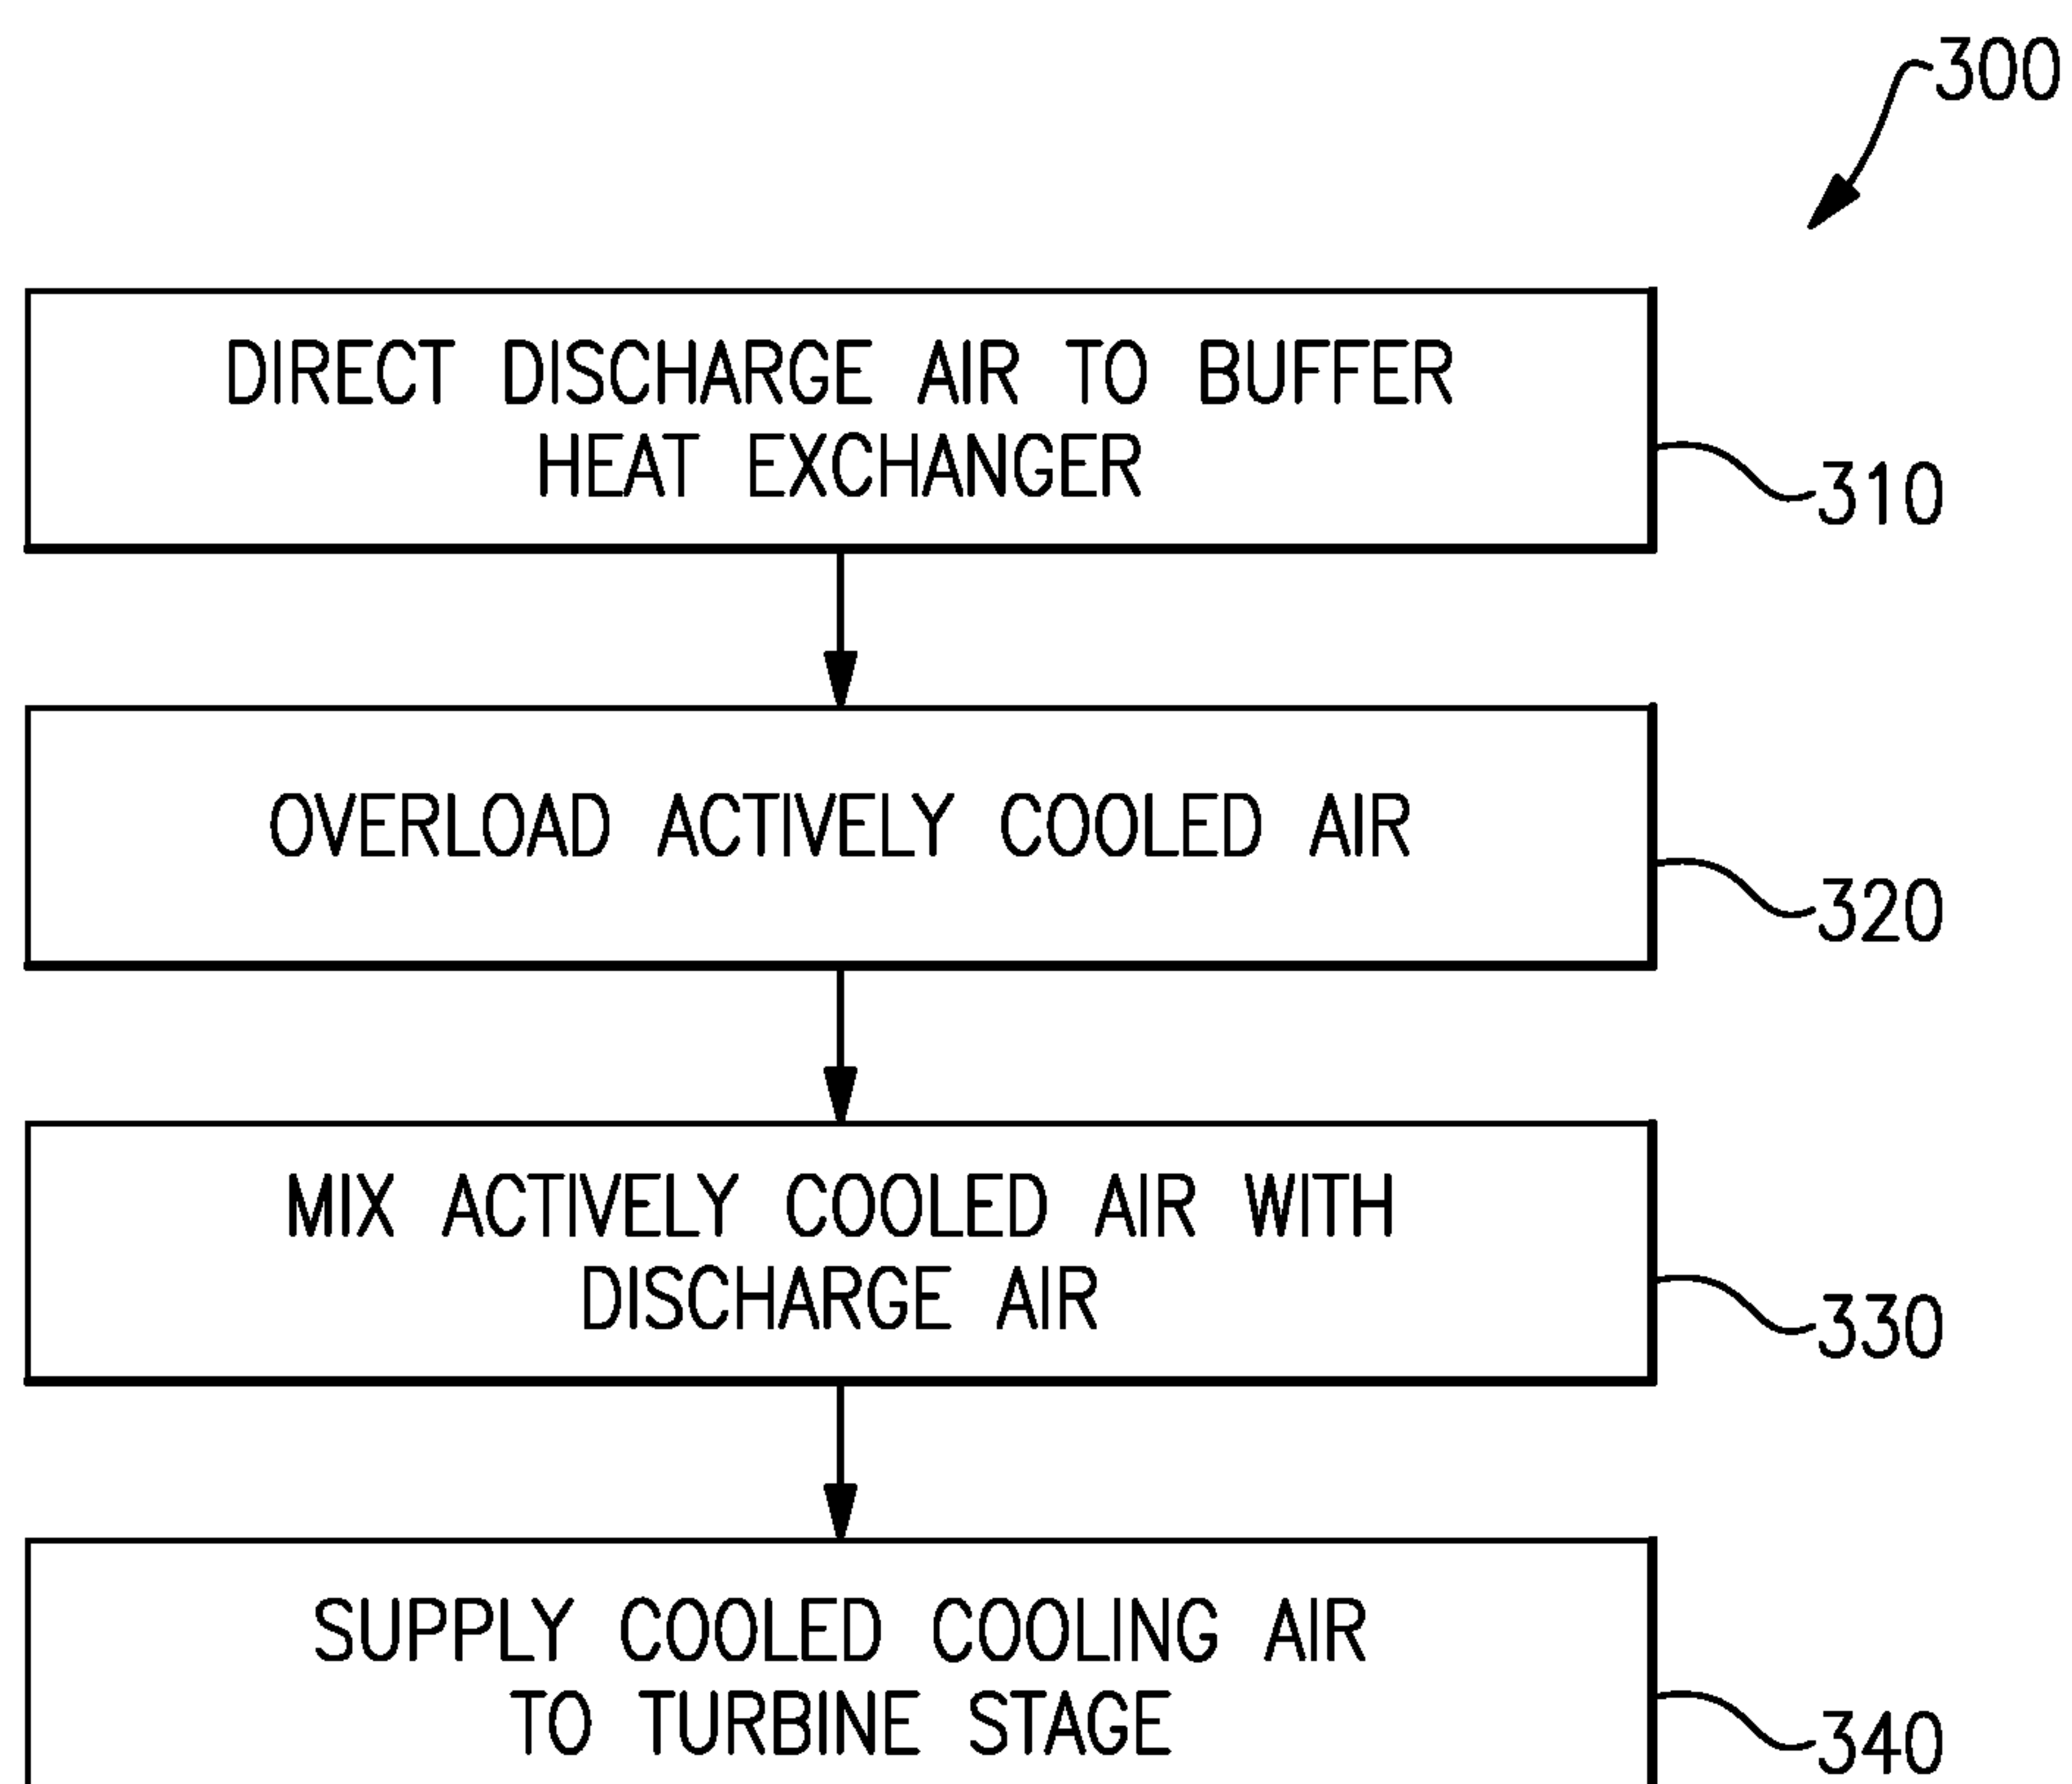 300
DIRECT DISCHARGE AIR TO BUFFER
HEAT EXCHANGER
310
OVERLOAD ACTIVELY COOLED AIR
320
MIX ACTIVELY COOLED AIR WITH
DISCHARGE AIR
330
SUPPLY COOLED COOLING AIR
TO TURBINE STAGE
340